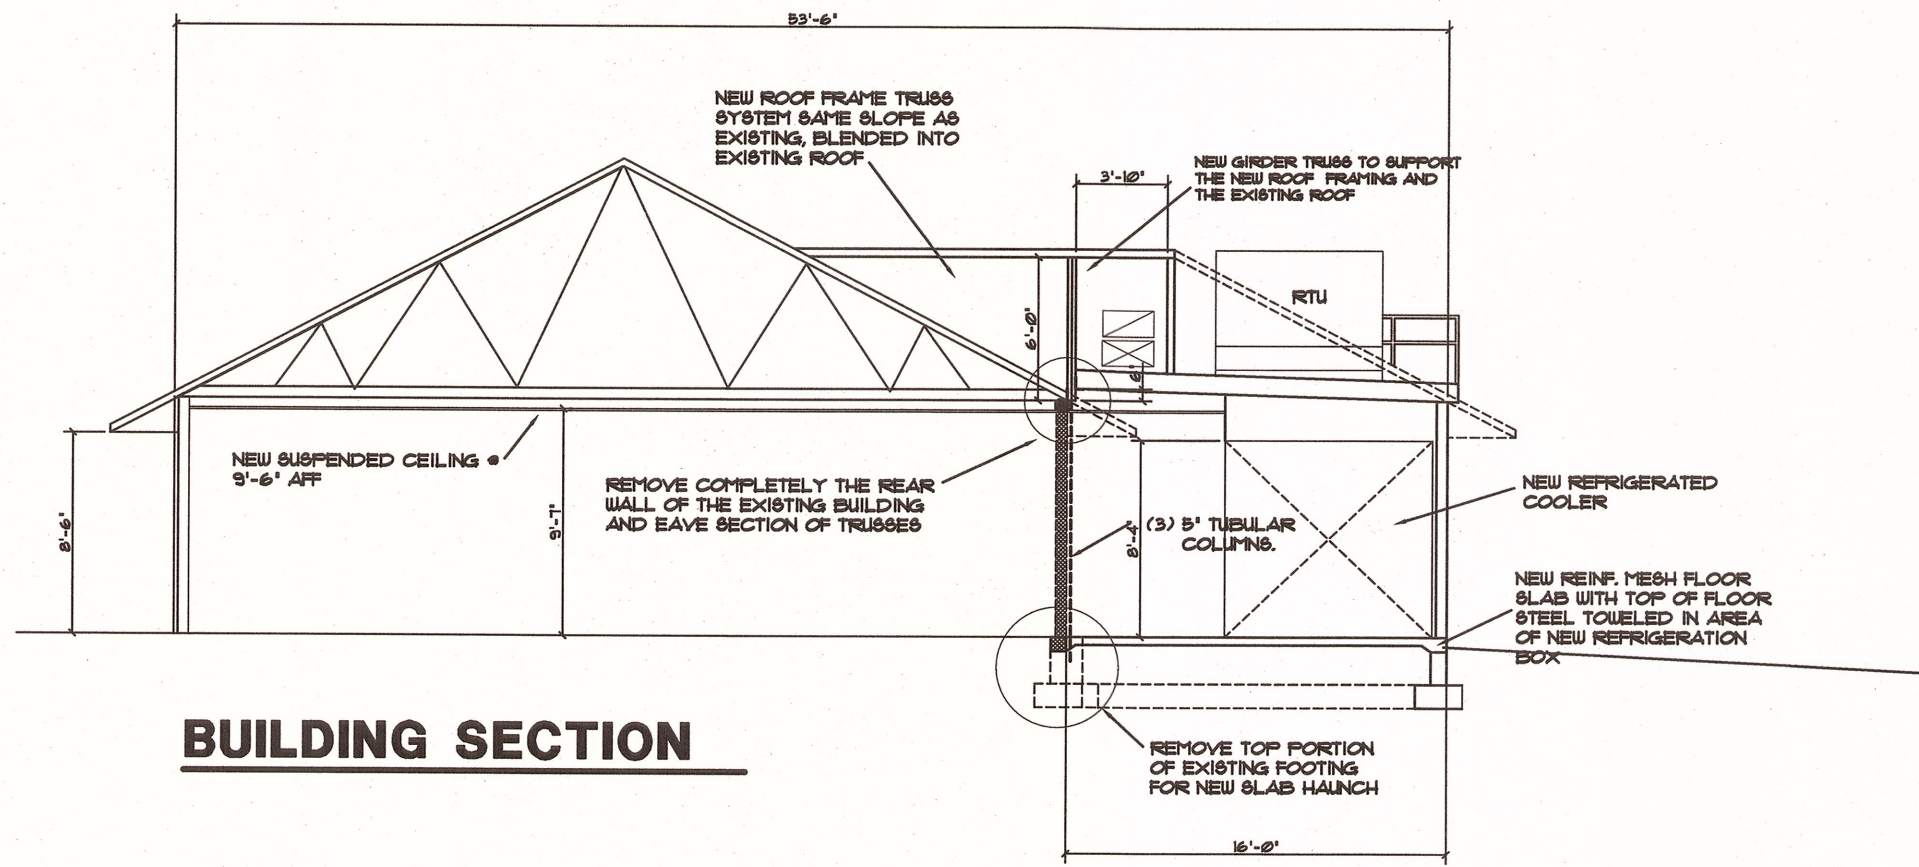 53'-6"
NEW ROOF FRAME TRUSS
SYSTEM SAME SLOPE AS
EXISTING, BLENDED INTO
EXISTING ROOF
NEW GIRDER TRUSS TO SUPPORT
THE NEW ROOF FRAMING AND
THE EXISTING ROOF
3'-10"
RTU
6'-0"
6"
NEW SUSPENDED CEILING @
9'-6" AFF
REMOVE COMPLETELY THE REAR
WALL OF THE EXISTING BUILDING
AND EAVE SECTION OF TRUSSES
NEW REFRIGERATED
COOLER
8'-6"
9'-7"
8'-4"
(3) 5" TUBULAR
COLUMNS.
NEW REINF. MESH FLOOR
SLAB WITH TOP OF FLOOR
STEEL TOWELED IN AREA
OF NEW REFRIGERATION
BOX
BUILDING SECTION
REMOVE TOP PORTION
OF EXISTING FOOTING
FOR NEW SLAB HAUNCH
16'-0"